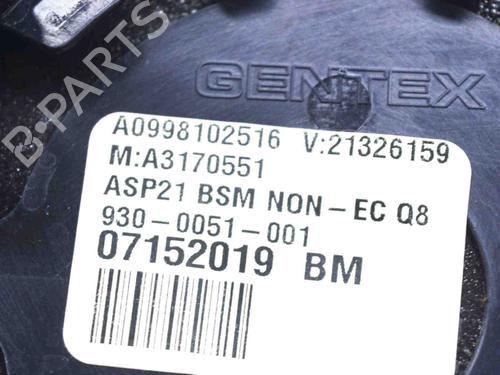 B-PARTS
GENTEX
A0998102516 V:21326159
M:A3170551
ASP21 BSM NON-EC Q8
930-0051-001
07152019 BM